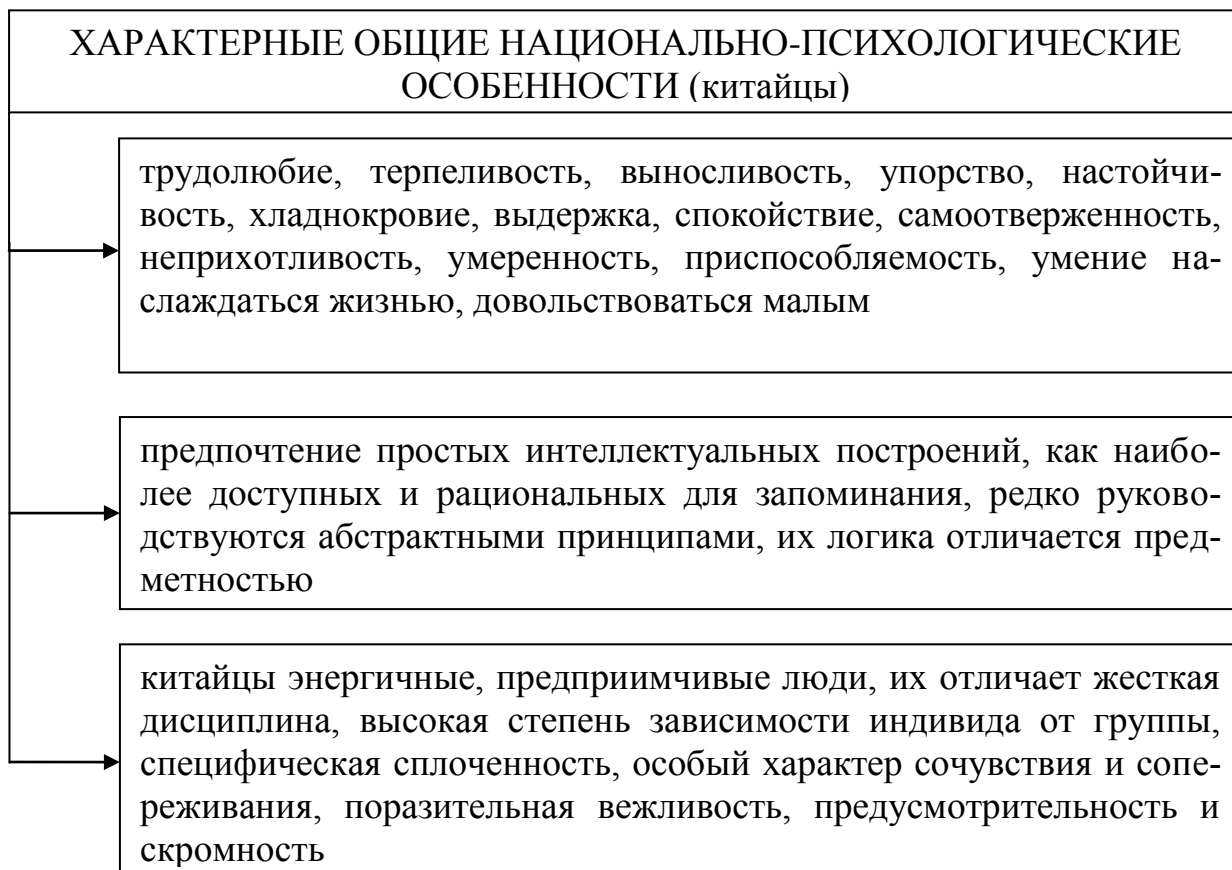 ХАРАКТЕРНЫЕ ОБЩИЕ НАЦИОНАЛЬНО-ПСИХОЛОГИЧЕСКИЕ
ОСОБЕННОСТИ (китайцы)
трудолюбие, терпеливость, выносливость, упорство, настойчи-
вость, хладнокровие, выдержка, спокойствие, самоотверженность,
неприхотливость, умеренность, приспособляемость, умение на-
слаждаться жизнью, довольствоваться малым
предпочтение простых интеллектуальных построений, как наибо-
лее доступных и рациональных для запоминания, редко руково-
дствуются абстрактными принципами, их логика отличается пред-
метностью
китайцы энергичные, предприимчивые люди, их отличает жесткая
дисциплина, высокая степень зависимости индивида от группы,
специфическая сплоченность, особый характер сочувствия и сопе-
реживания, поразительная вежливость, предусмотрительность и
скромность